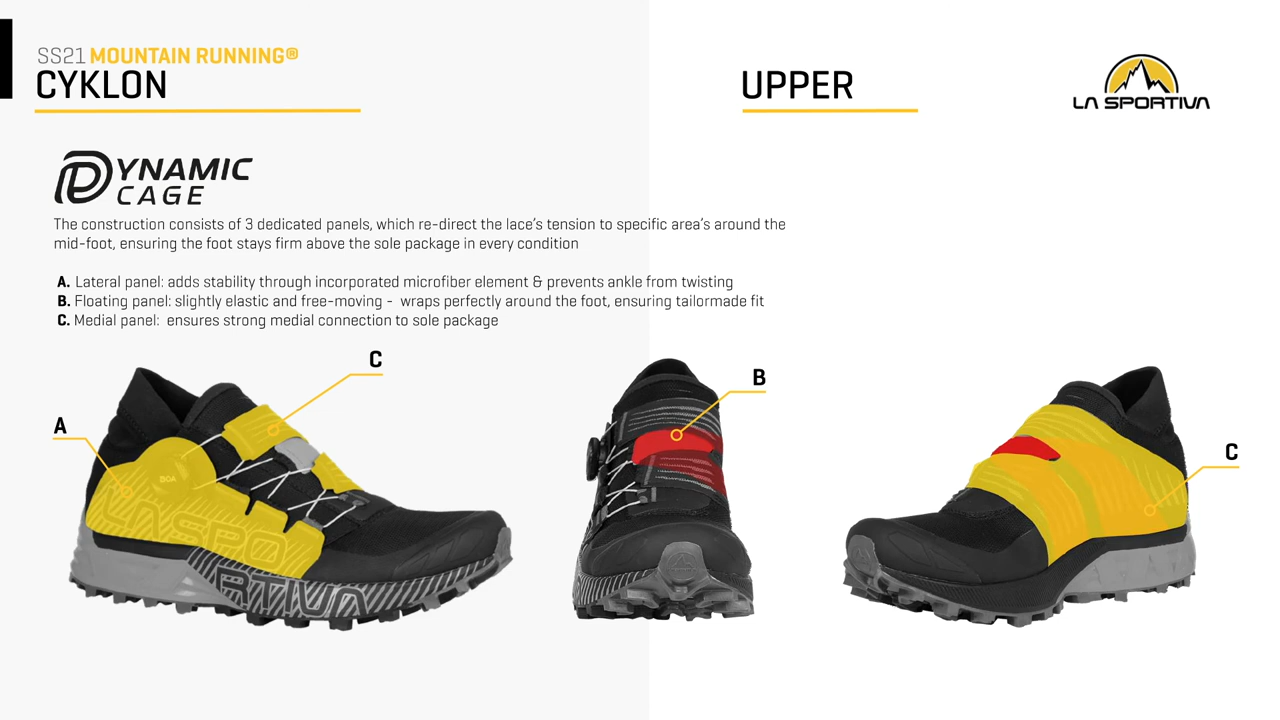 SS21 MOUNTAIN RUNNING®
CYKLON
UPPER
LA SPORTIVA
DYNAMIC
CAGE
The construction consists of 3 dedicated panels, which re-direct the lace's tension to specific area's around the
mid-foot, ensuring the foot stays firm above the sole package in every condition
A. Lateral panel: adds stability through incorporated microfiber element & prevents ankle from twisting
B. Floating panel: slightly elastic and free-moving - wraps perfectly around the foot, ensuring tailormade fit
C. Medial panel: ensures strong medial connection to sole package
C
B
A
C
BOA
LA SPO
RTIVA